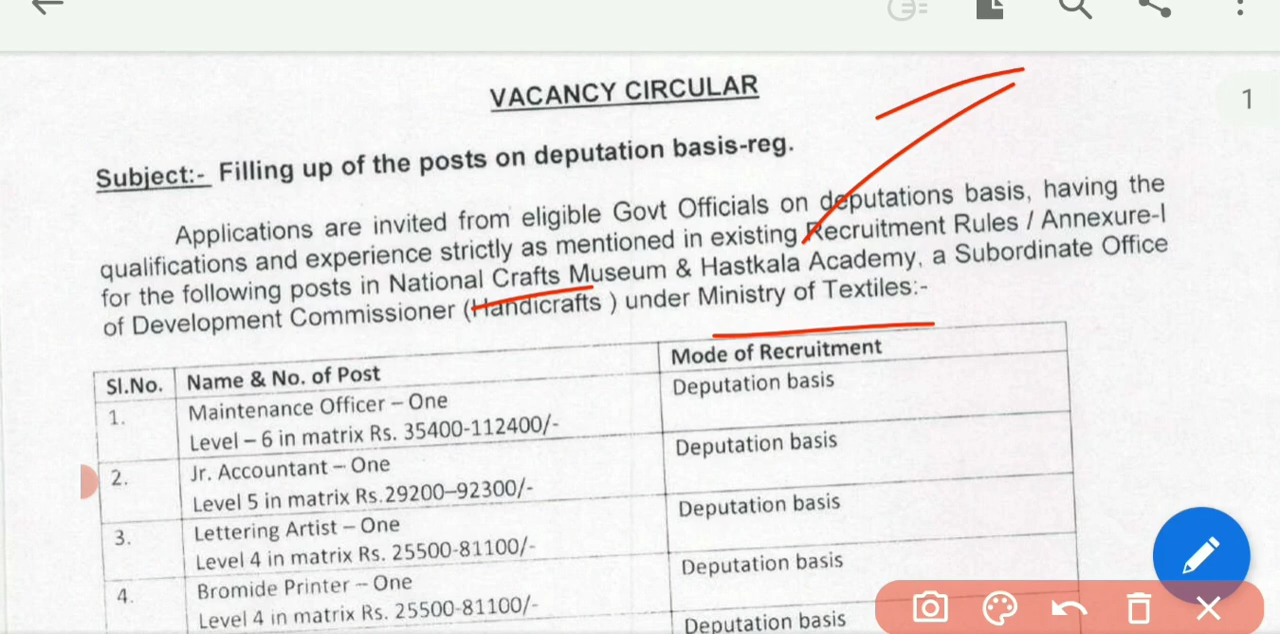 1
VACANCY CIRCULAR
Subject:- Filling up of the posts on deputation basis-reg.
Applications are invited from eligible Govt Officials on deputations basis, having the
qualifications and experience strictly as mentioned in existing Recruitment Rules / Annexure-I
for the following posts in National Crafts Museum & Hastkala Academy, a Subordinate Office
of Development Commissioner (Handicrafts ) under Ministry of Textiles:-
Sl.No. Name & No. of Post Mode of Recruitment
1. Maintenance Officer – One Deputation basis
Level – 6 in matrix Rs. 35400-112400/-
2. Jr. Accountant – One Deputation basis
Level 5 in matrix Rs.29200–92300/-
3. Lettering Artist – One Deputation basis
Level 4 in matrix Rs. 25500-81100/-
4. Bromide Printer – One Deputation basis
Level 4 in matrix Rs. 25500-81100/-
Deputation basis